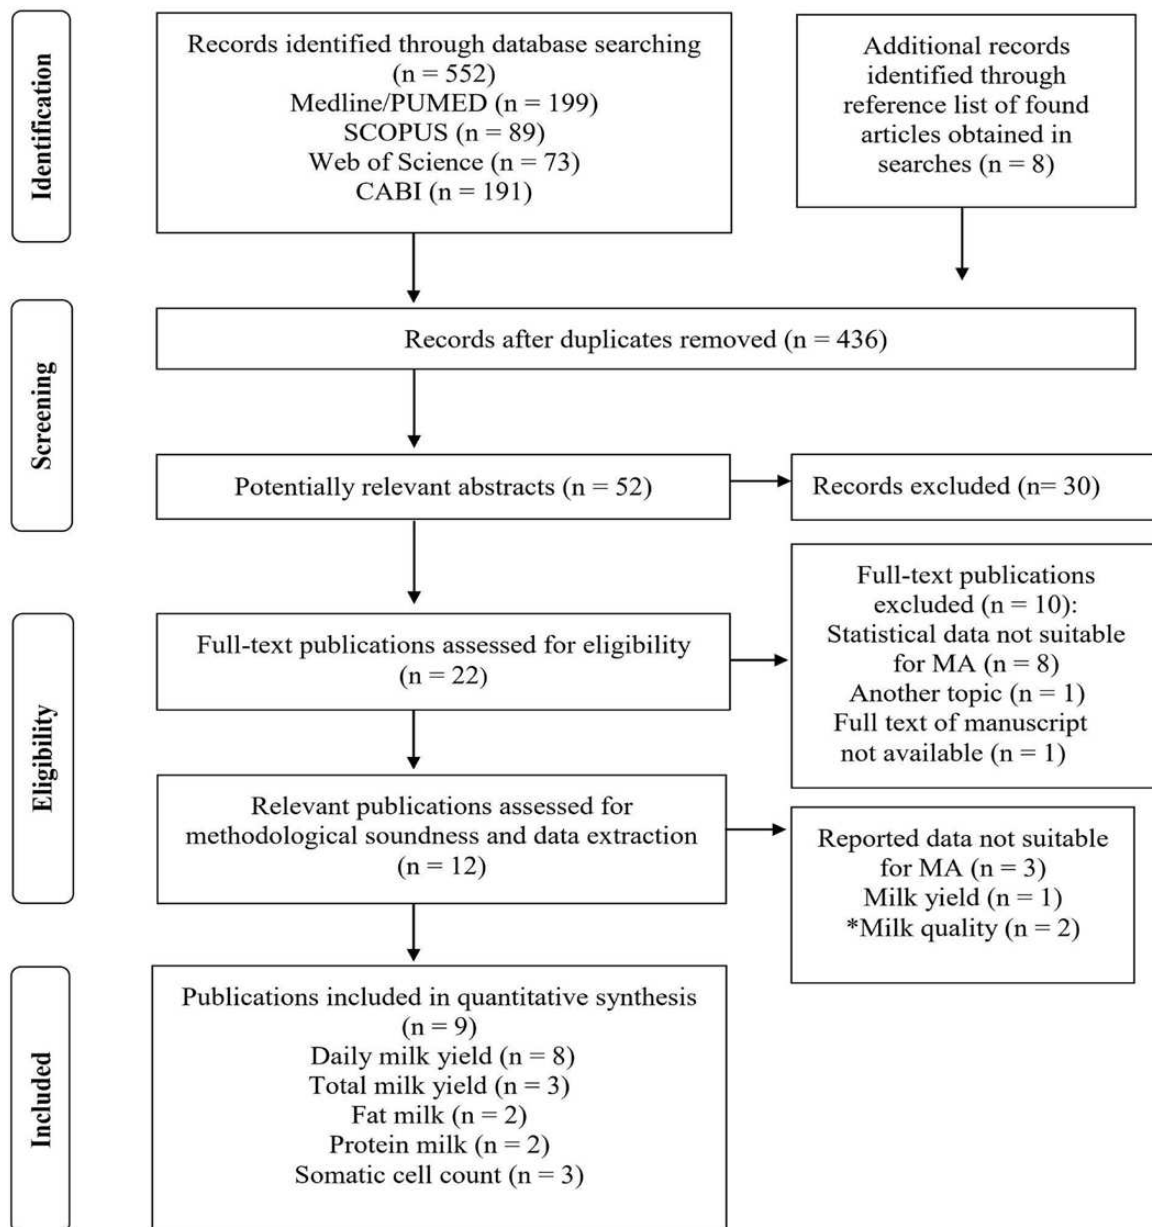 Identification
Records identified through database searching
(n = 552)
Medline/PUMED (n = 199)
SCOPUS (n = 89)
Web of Science (n = 73)
CABI (n = 191)
Additional records
identified through
reference list of found
articles obtained in
searches (n = 8)
Screening
Records after duplicates removed (n = 436)
Potentially relevant abstracts (n = 52)
Records excluded (n= 30)
Eligibility
Full-text publications assessed for eligibility
(n = 22)
Full-text publications
excluded (n = 10):
Statistical data not suitable
for MA (n = 8)
Another topic (n = 1)
Full text of manuscript
not available (n = 1)
Relevant publications assessed for
methodological soundness and data extraction
(n = 12)
Reported data not suitable
for MA (n = 3)
Milk yield (n = 1)
*Milk quality (n = 2)
Included
Publications included in quantitative synthesis
(n = 9)
Daily milk yield (n = 8)
Total milk yield (n = 3)
Fat milk (n = 2)
Protein milk (n = 2)
Somatic cell count (n = 3)